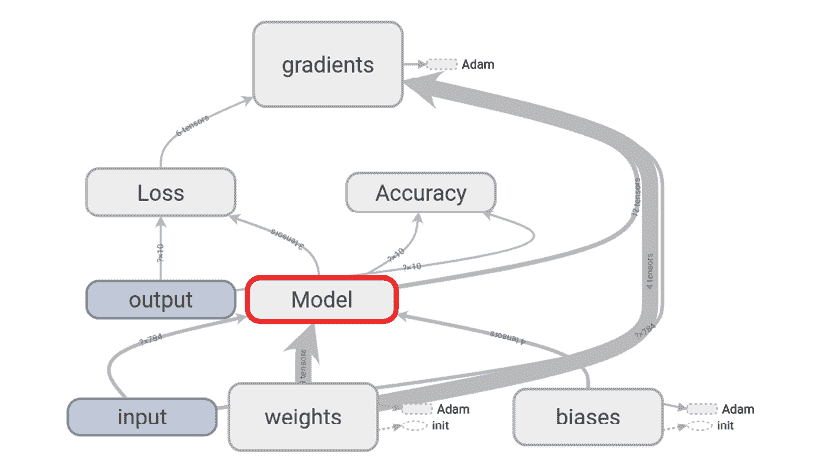 gradients
Adam
6 tensors
Loss
Accuracy
12 tensors
3 tensors
?×10
?×10
?×10
4 tensors
output
Model
?×784
?×784
4 tensors
tensors
input
weights
Adam
init
biases
Adam
init